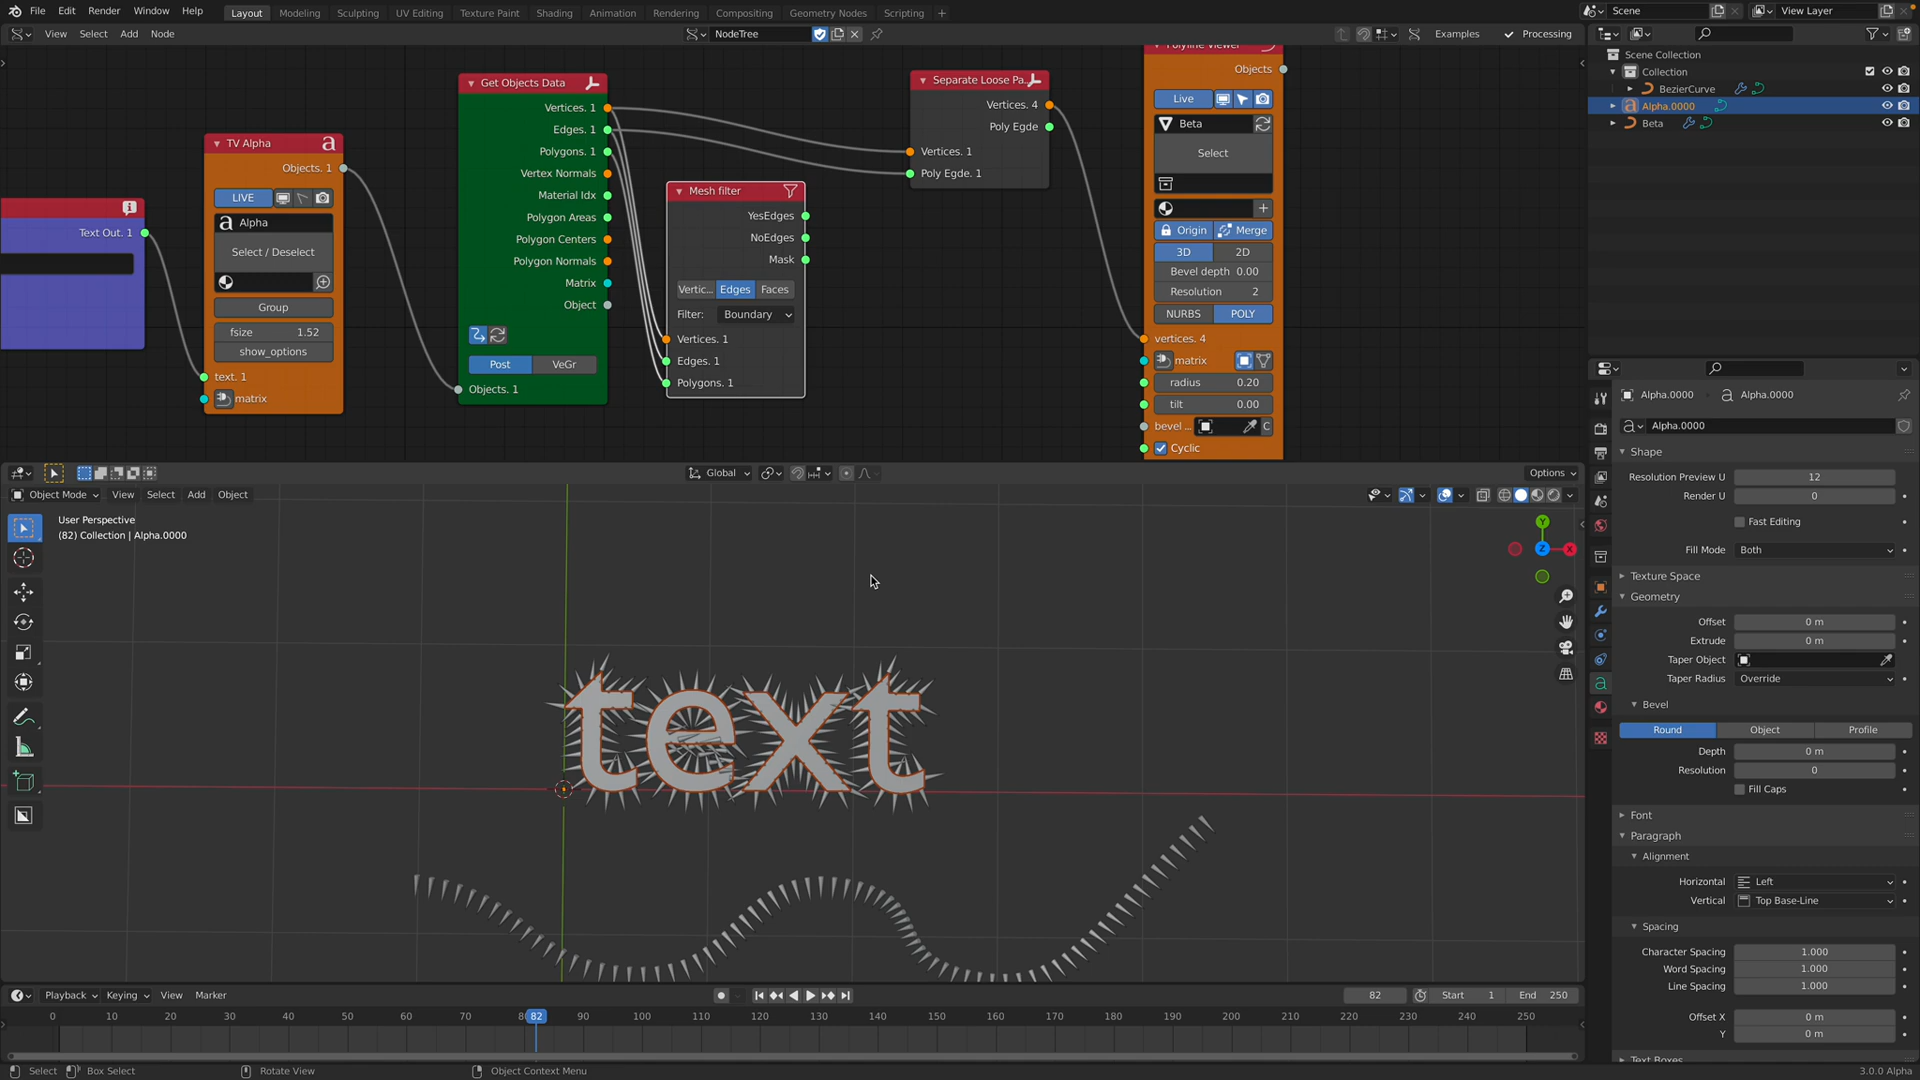 File Edit Render Window Help
Layout Modeling Sculpting UV Editing Texture Paint Shading Animation Rendering Compositing Geometry Nodes Scripting +
Scene
View Layer
View Select Add Node
NodeTree
Examples
Processing
Text Out. 1
TV Alpha
Objects. 1
LIVE
Alpha
Select / Deselect
Group
fsize 1.52
show_options
text. 1
matrix
Get Objects Data
Vertices. 1
Edges. 1
Polygons. 1
Vertex Normals
Material Idx
Polygon Areas
Polygon Centers
Polygon Normals
Matrix
Object
Post VeGr
Objects. 1
Mesh filter
YesEdges
NoEdges
Mask
Vertic... Edges Faces
Filter: Boundary
Vertices. 1
Edges. 1
Polygons. 1
Separate Loose Pa..
Vertices. 4
Poly Egde
Vertices. 1
Poly Egde. 1
Polyline Viewer
Objects
Live
Beta
Select
Origin Merge
3D 2D
Bevel depth 0.00
Resolution 2
NURBS POLY
vertices. 4
matrix
radius 0.20
tilt 0.00
bevel ... C
Cyclic
Scene Collection
Collection
BezierCurve
Alpha.0000
Beta
Global
Options
Object Mode View Select Add Object
User Perspective
(82) Collection | Alpha.0000
Y
Z X
text
Alpha.0000 Alpha.0000
Alpha.0000
Shape
Resolution Preview U 12
Render U 0
Fast Editing
Fill Mode Both
Texture Space
Geometry
Offset 0 m
Extrude 0 m
Taper Object
Taper Radius Override
Bevel
Round Object Profile
Depth 0 m
Resolution 0
Fill Caps
Font
Paragraph
Alignment
Horizontal Left
Vertical Top Base-Line
Spacing
Character Spacing 1.000
Word Spacing 1.000
Line Spacing 1.000
Offset X 0 m
Y 0 m
Text Boxes
Playback Keying View Marker
82 Start 1 End 250
0 10 20 30 40 50 60 70 82 90 100 110 120 130 140 150 160 170 180 190 200 210 220 230 240 250
Select Box Select Rotate View Object Context Menu
3.0.0 Alpha